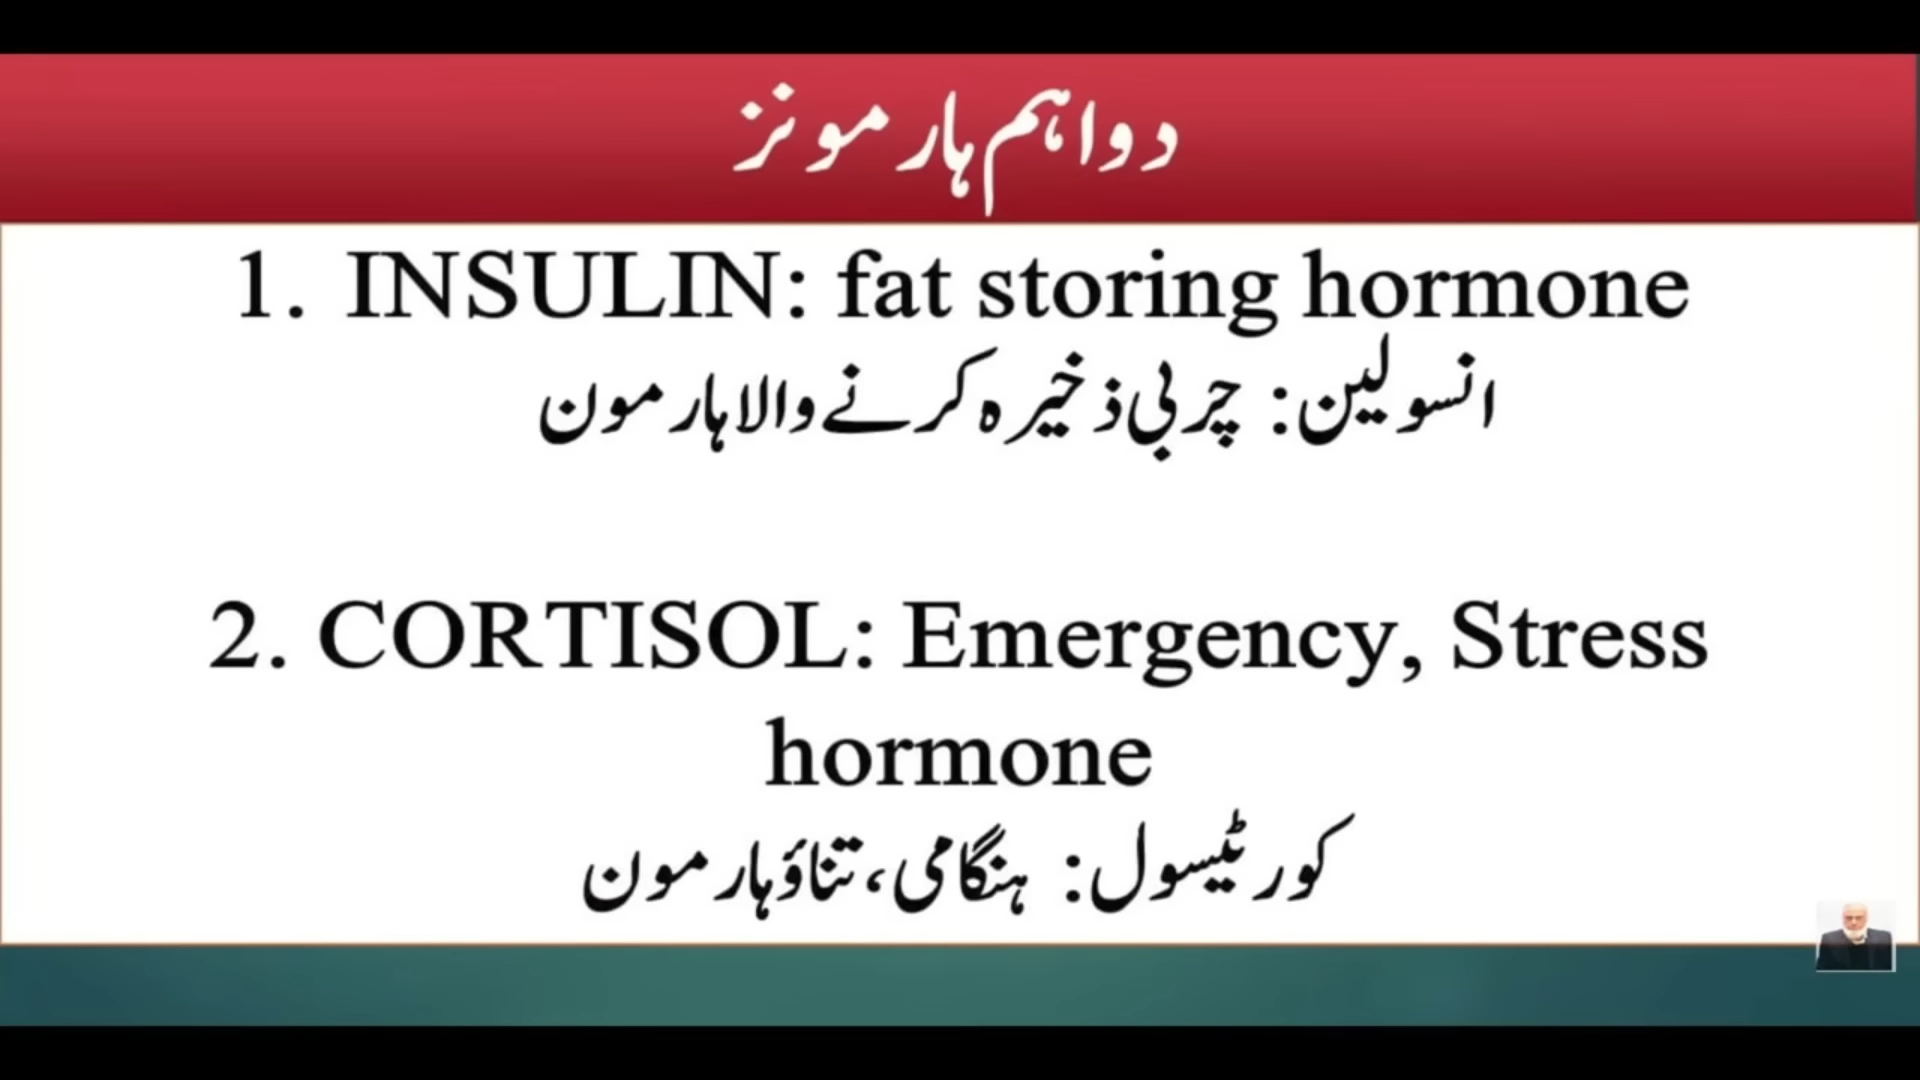 دو اہم ہارمونز
1. INSULIN: fat storing hormone
انسولین: چربی ذخیرہ کرنے والا ہارمون
2. CORTISOL: Emergency, Stress
hormone
کورٹیسول: ہنگامی، تناؤ ہارمون